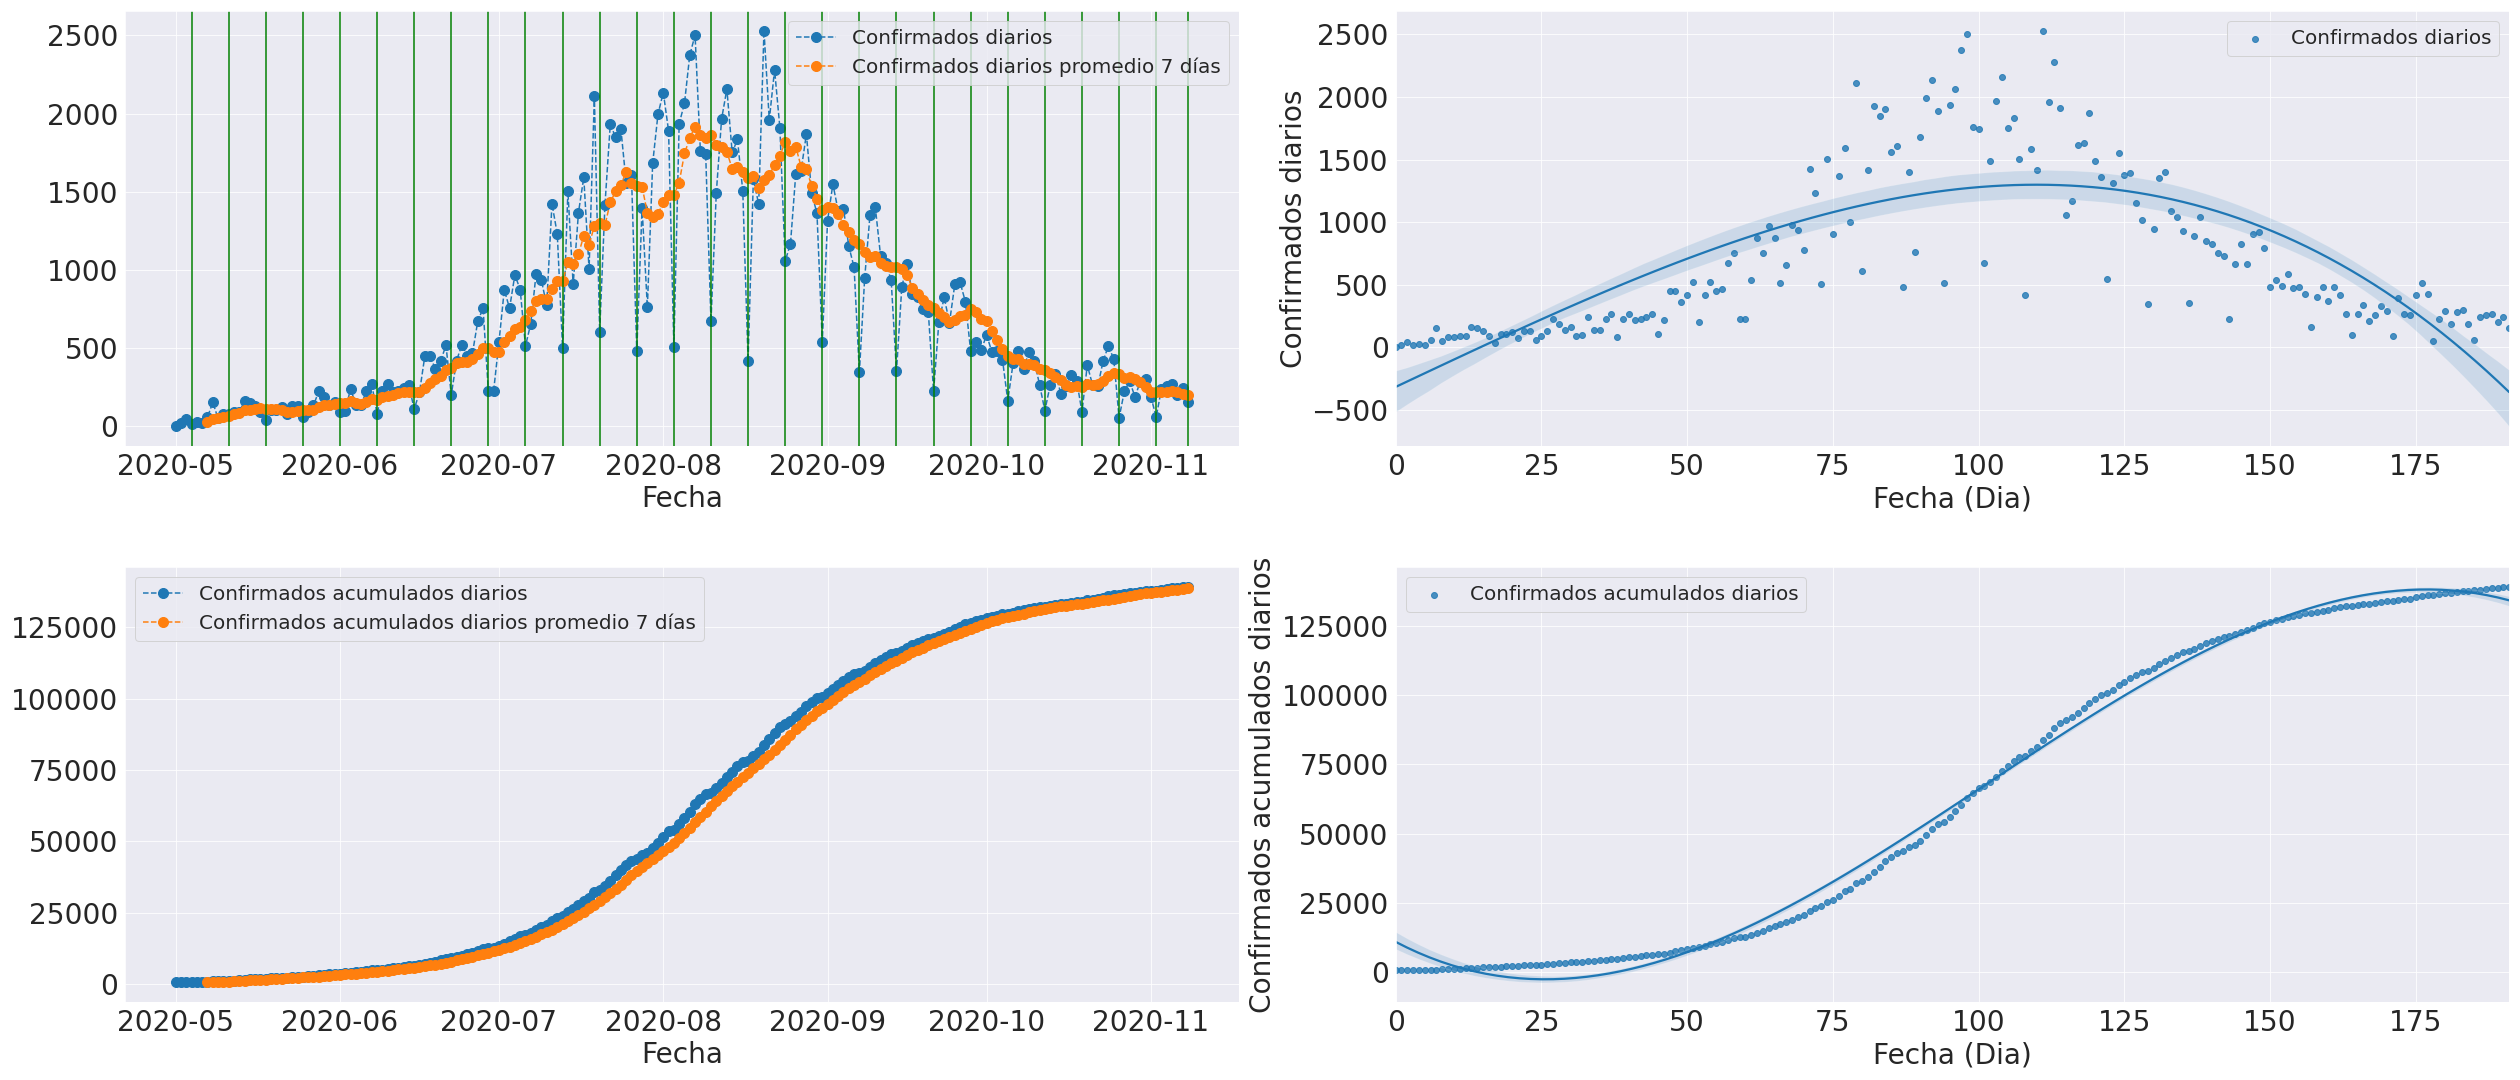 Confirmados diarios
Confirmados diarios promedio 7 días
2500
2000
1500
1000
500
0
2020-05 2020-06 2020-07 2020-08 2020-09 2020-10 2020-11
Fecha
Confirmados diarios
Confirmados diarios
2500
2000
1500
1000
500
0
−500
0 25 50 75 100 125 150 175
Fecha (Dia)
Confirmados acumulados diarios
Confirmados acumulados diarios promedio 7 días
125000
100000
75000
50000
25000
0
2020-05 2020-06 2020-07 2020-08 2020-09 2020-10 2020-11
Fecha
Confirmados acumulados diarios
Confirmados acumulados diarios
125000
100000
75000
50000
25000
0
0 25 50 75 100 125 150 175
Fecha (Dia)